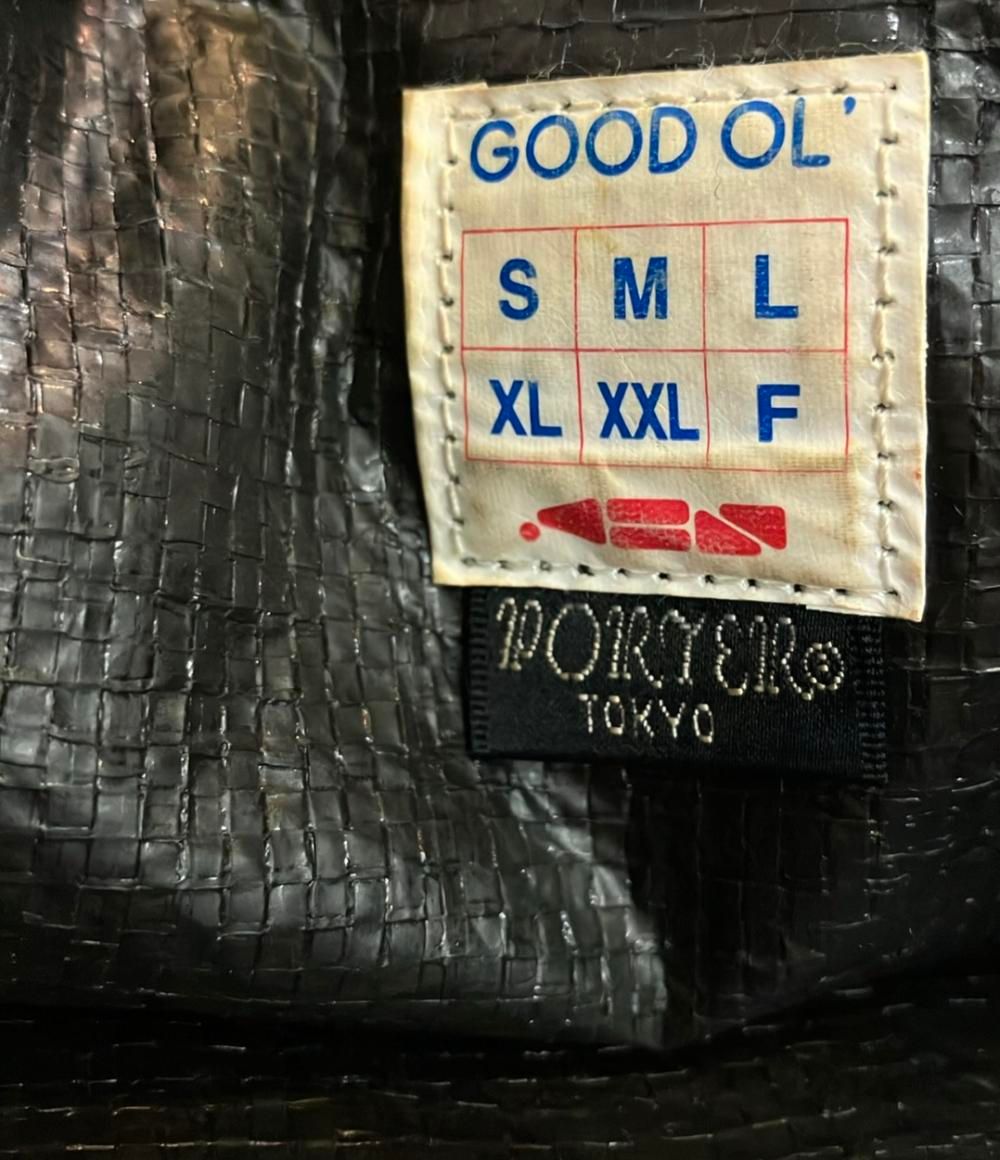 GOOD OL'
S M L
XL XXL F
PORTER®
TOKYO